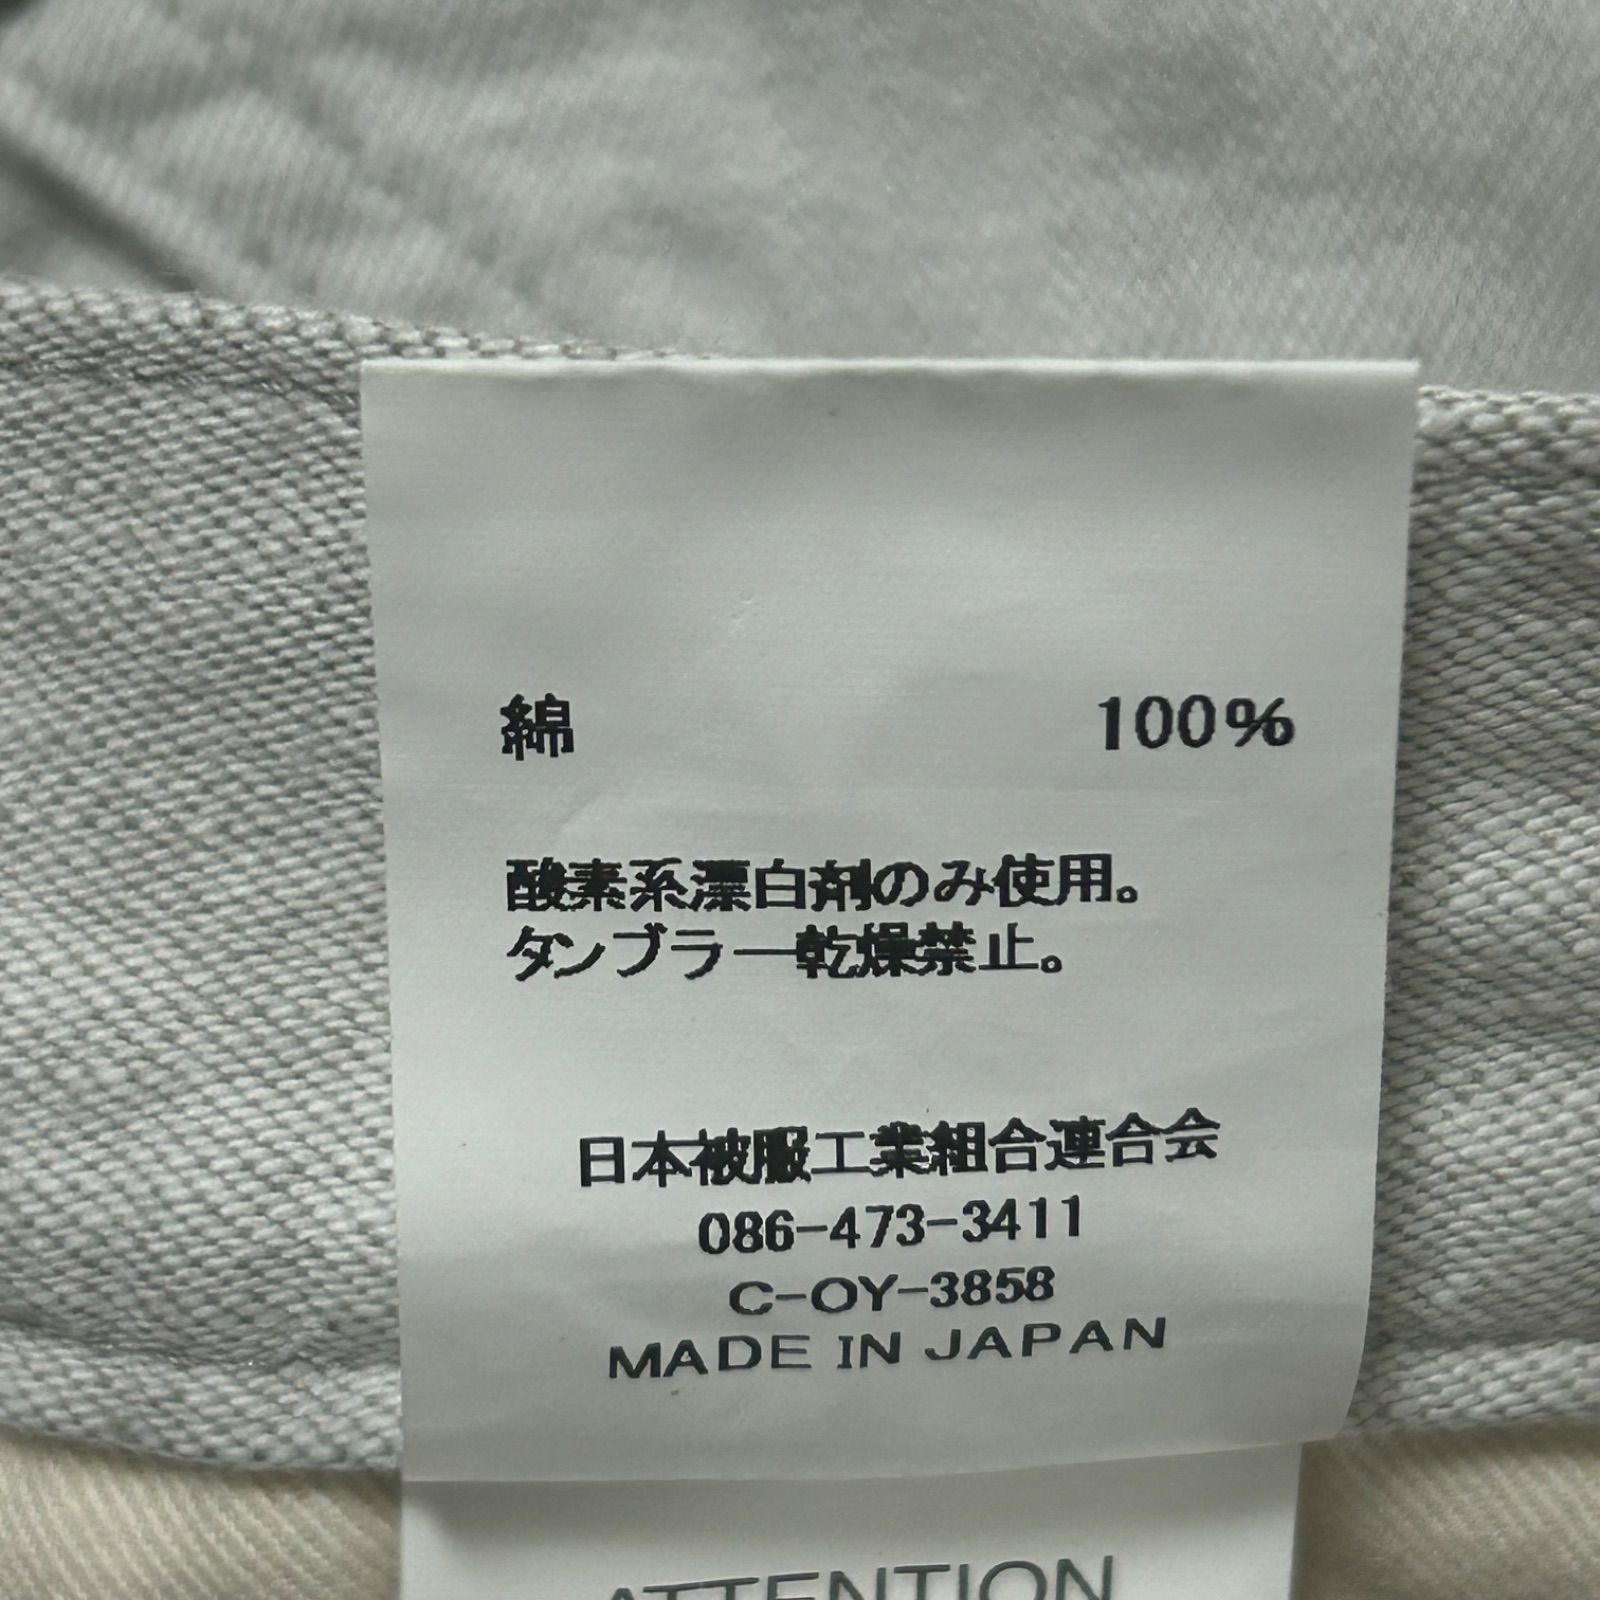 綿 100%
酸素系漂白剤のみ使用。
タンブラー乾燥禁止。
日本被服工業組合連合会
086-473-3411
C-OY-3858
MADE IN JAPAN
ATTENTION